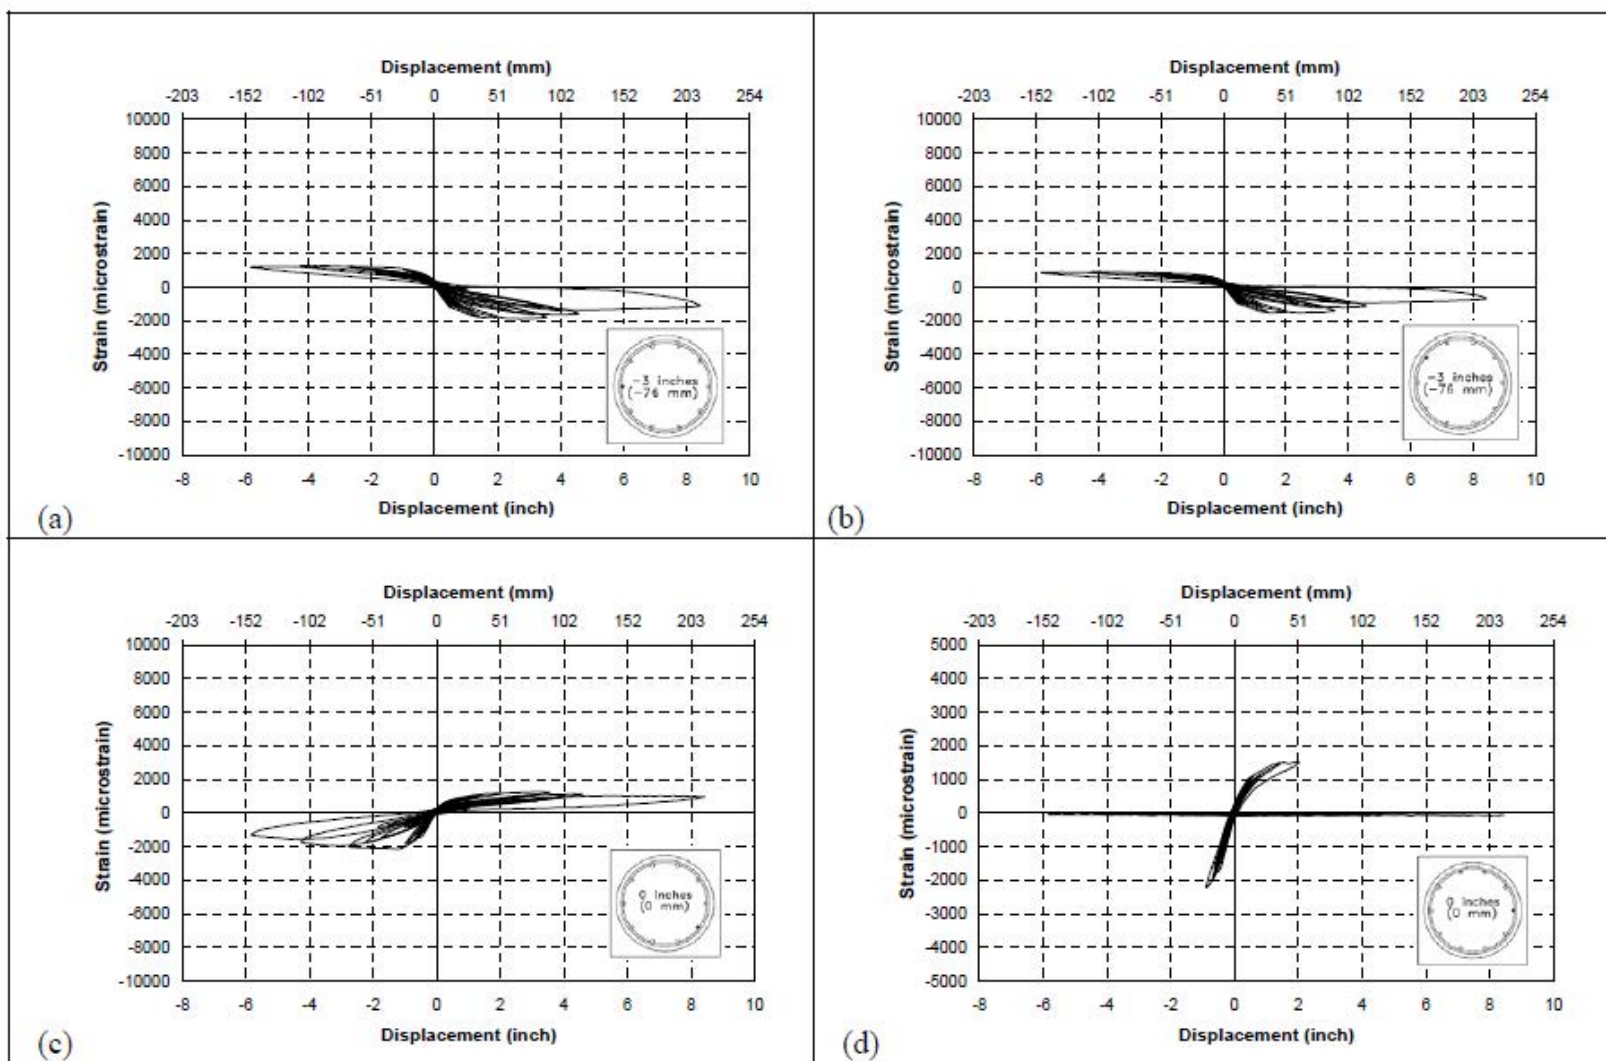 Displacement (mm)
-203 -152 -102 -51 0 51 102 152 203 254
10000
8000
6000
4000
2000
0
-2000
-4000
-6000
-8000
-10000
Strain (microstrain)
-3 inches
(-76 mm)
-8 -6 -4 -2 0 2 4 6 8 10
Displacement (inch)
(a)
Displacement (mm)
-203 -152 -102 -51 0 51 102 152 203 254
10000
8000
6000
4000
2000
0
-2000
-4000
-6000
-8000
-10000
Strain (microstrain)
-3 inches
(-76 mm)
-8 -6 -4 -2 0 2 4 6 8 10
Displacement (inch)
(b)
Displacement (mm)
-203 -152 -102 -51 0 51 102 152 203 254
10000
8000
6000
4000
2000
0
-2000
-4000
-6000
-8000
-10000
Strain (microstrain)
0 inches
(0 mm)
-8 -6 -4 -2 0 2 4 6 8 10
Displacement (inch)
(c)
Displacement (mm)
-203 -152 -102 -51 0 51 102 152 203 254
5000
4000
3000
2000
1000
0
-1000
-2000
-3000
-4000
-5000
Strain (microstrain)
0 inches
(0 mm)
-8 -6 -4 -2 0 2 4 6 8 10
Displacement (inch)
(d)